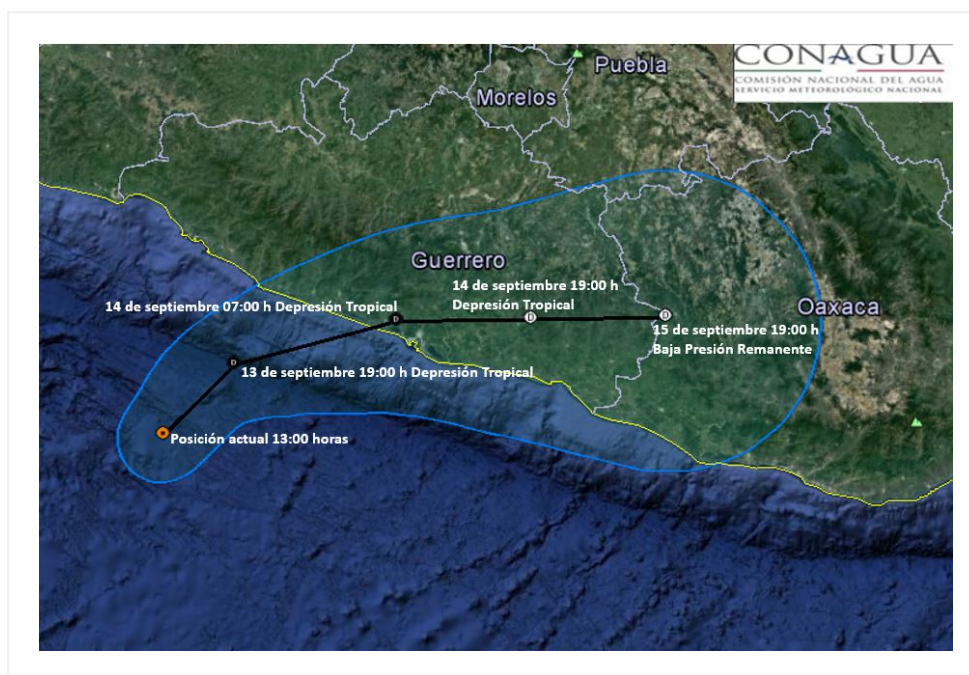 CONAGUA
COMISIÓN NACIONAL DEL AGUA
SERVICIO METEOROLÓGICO NACIONAL
Puebla
Morelos
Guerrero
14 de septiembre 19:00 h
Depresión Tropical
14 de septiembre 07:00 h Depresión Tropical
Oaxaca
15 de septiembre 19:00 h
Baja Presión Remanente
13 de septiembre 19:00 h Depresión Tropical
Posición actual 13:00 horas
D
D
D
D